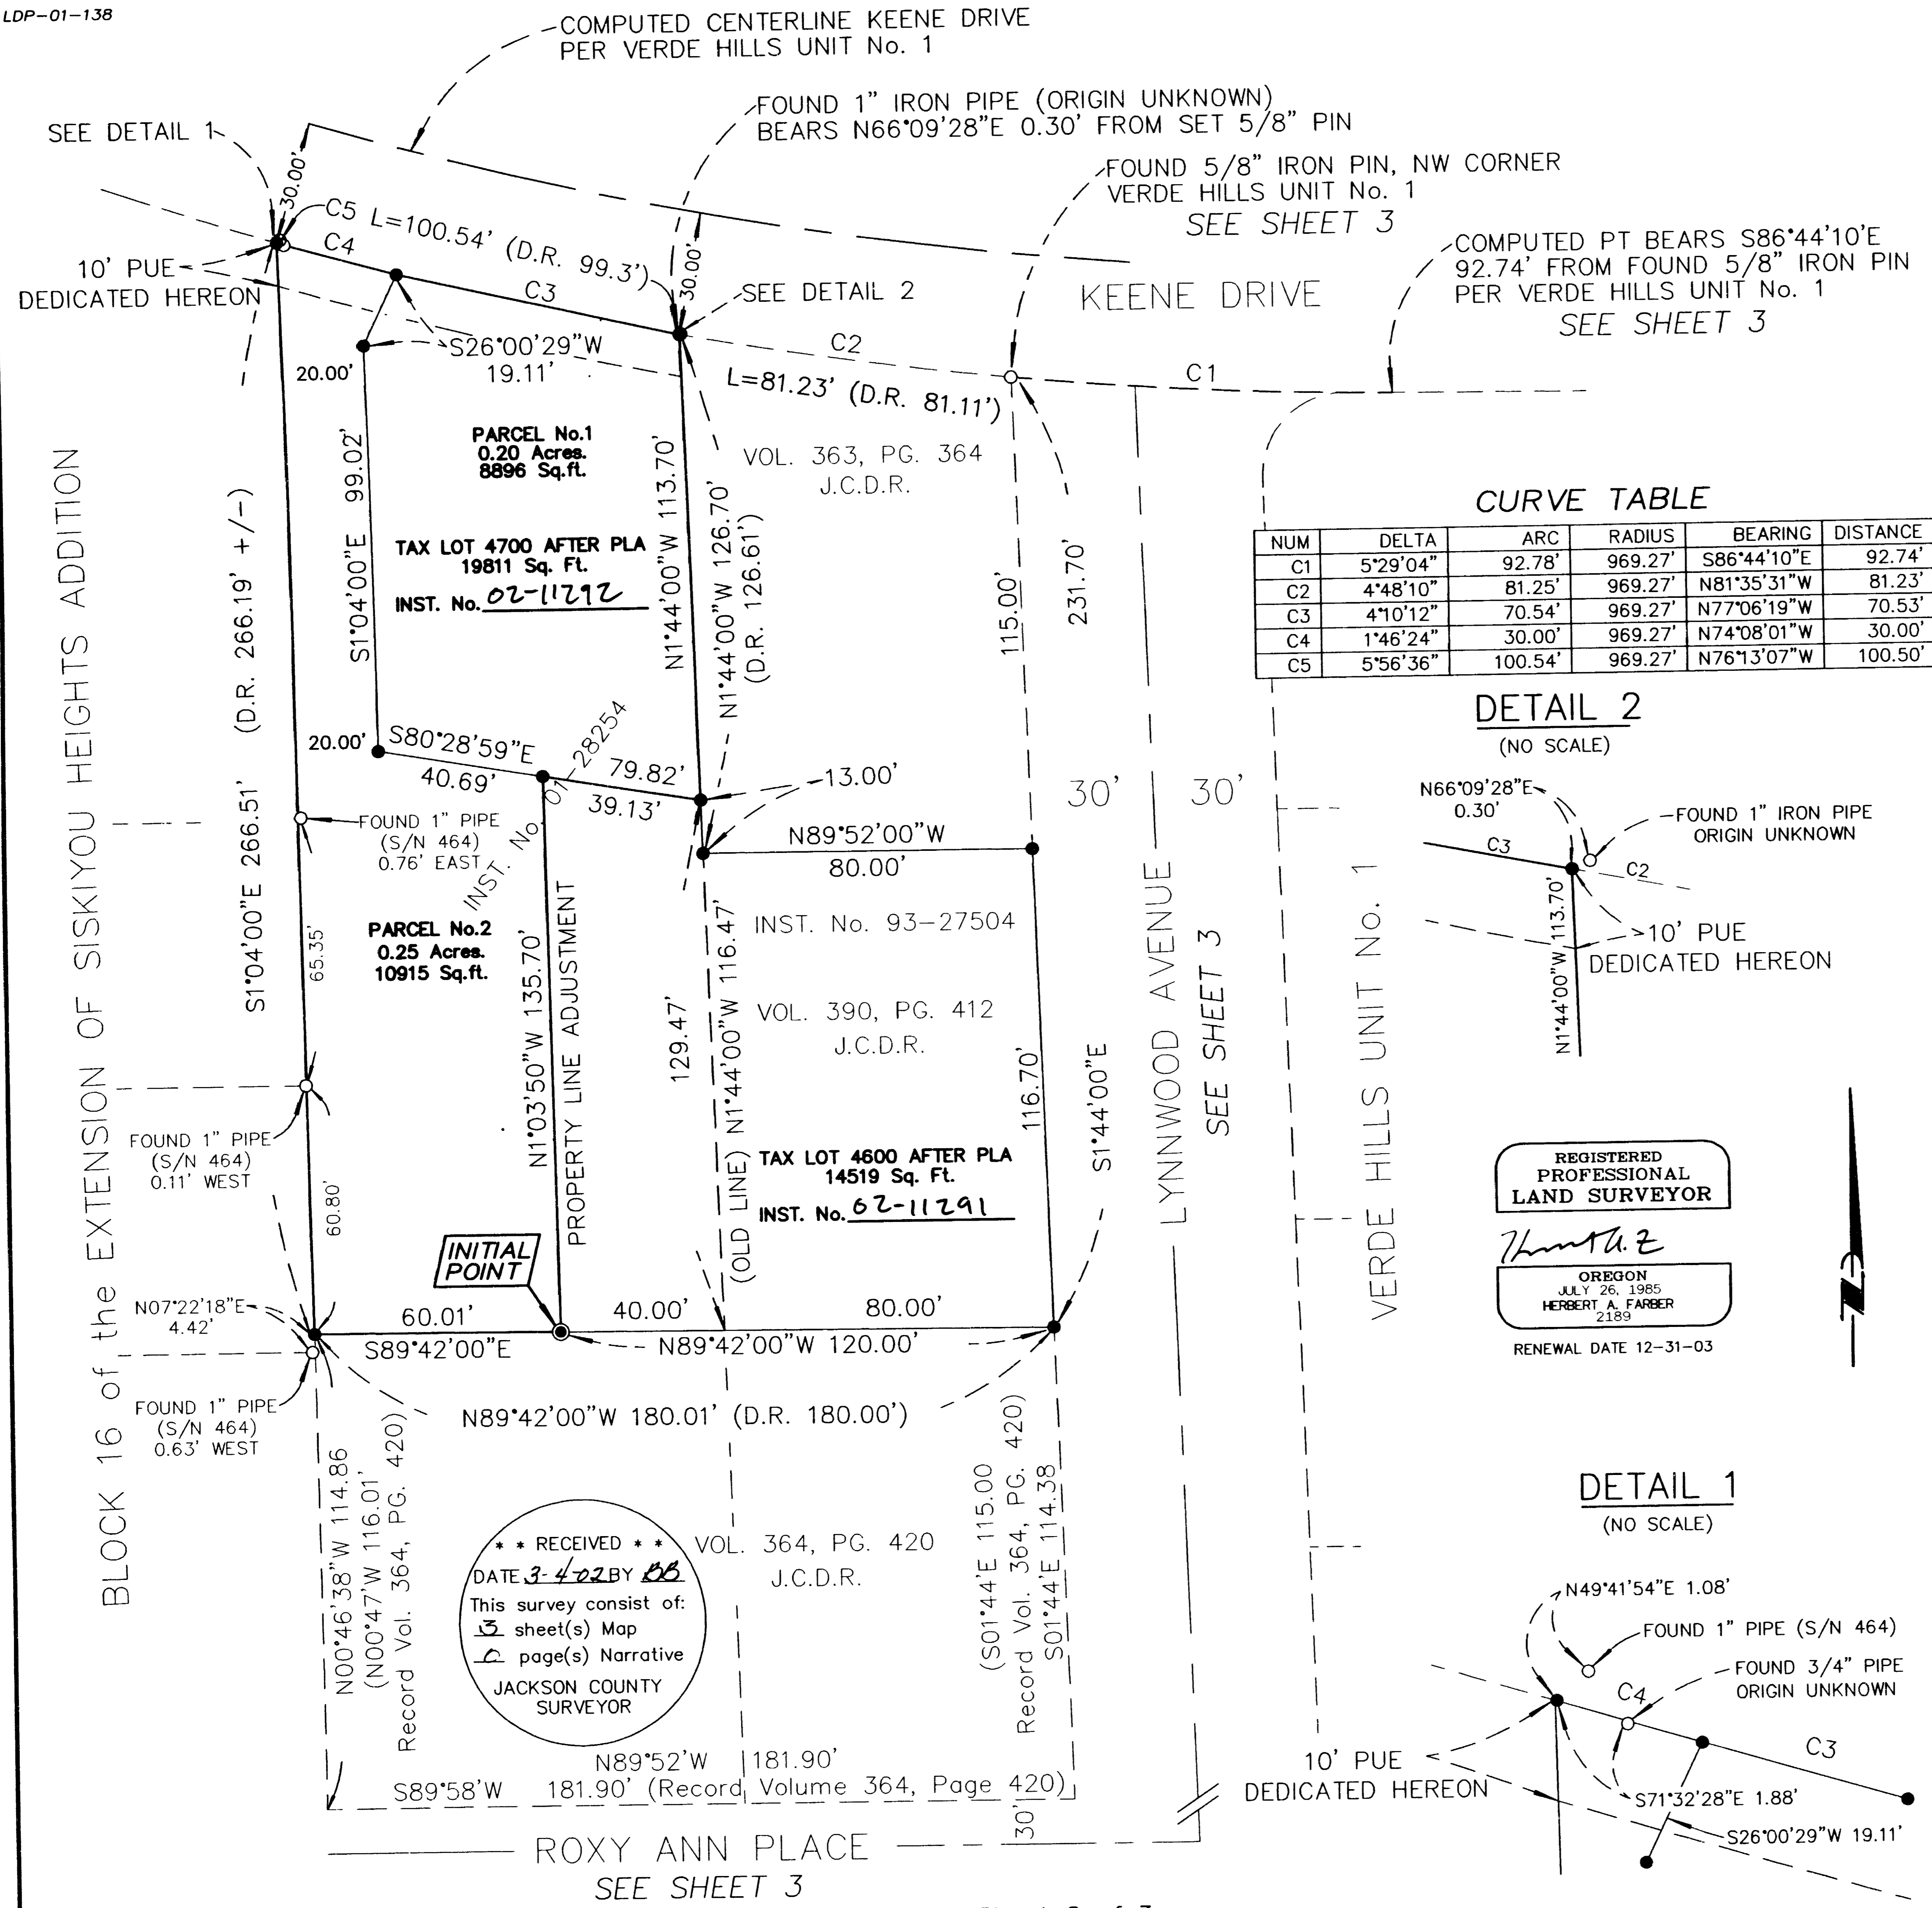 LDP-01-138
COMPUTED CENTERLINE KEENE DRIVE
PER VERDE HILLS UNIT No. 1
FOUND 1" IRON PIPE (ORIGIN UNKNOWN)
BEARS N66°09'28"E 0.30' FROM SET 5/8" PIN
SEE DETAIL 1
FOUND 5/8" IRON PIN, NW CORNER
VERDE HILLS UNIT No. 1
SEE SHEET 3
COMPUTED PT BEARS S86°44'10"E
92.74' FROM FOUND 5/8" IRON PIN
PER VERDE HILLS UNIT No. 1
SEE SHEET 3
30.00'
C5 L=100.54' (D.R. 99.3')
C4
C3
30.00'
10' PUE
DEDICATED HEREON
SEE DETAIL 2
KEENE DRIVE
C2
L=81.23' (D.R. 81.11')
C1
S26°00'29"W
19.11'
20.00'
PARCEL No.1
0.20 Acres.
8896 Sq.ft.
VOL. 363, PG. 364
J.C.D.R.
TAX LOT 4700 AFTER PLA
19811 Sq. Ft.
INST. No. 02-11292
S1°04'00"E 99.02'
N1°44'00"W 113.70'
N1°44'00"W 126.70'
(D.R. 126.61')
115.00'
231.70'
S1°04'00"E 266.51' (D.R. 266.19' +/-)
BLOCK 16 of the EXTENSION OF SISKIYOU HEIGHTS ADDITION
CURVE TABLE
NUM DELTA ARC RADIUS BEARING DISTANCE
C1 5°29'04" 92.78' 969.27' S86°44'10"E 92.74'
C2 4°48'10" 81.25' 969.27' N81°35'31"W 81.23'
C3 4°10'12" 70.54' 969.27' N77°06'19"W 70.53'
C4 1°46'24" 30.00' 969.27' N74°08'01"W 30.00'
C5 5°56'36" 100.54' 969.27' N76°13'07"W 100.50'
DETAIL 2
(NO SCALE)
N66°09'28"E
0.30'
FOUND 1" IRON PIPE
ORIGIN UNKNOWN
C3
C2
N1°44'00"W 113.70'
10' PUE
DEDICATED HEREON
20.00'
S80°28'59"E
40.69'
79.82'
39.13'
INST. No. 01-28254
13.00'
30'
30'
N89°52'00"W
80.00'
FOUND 1" PIPE
(S/N 464)
0.76' EAST
65.35'
PARCEL No.2
0.25 Acres.
10915 Sq.ft.
N1°03'50"W 135.70'
PROPERTY LINE ADJUSTMENT
129.47'
(OLD LINE) N1°44'00"W 116.47'
INST. No. 93-27504
VOL. 390, PG. 412
J.C.D.R.
116.70'
S1°44'00"E
LYNNWOOD AVENUE
SEE SHEET 3
VERDE HILLS UNIT No. 1
FOUND 1" PIPE
(S/N 464)
0.11' WEST
60.80'
TAX LOT 4600 AFTER PLA
14519 Sq. Ft.
INST. No. 02-11291
REGISTERED
PROFESSIONAL
LAND SURVEYOR
OREGON
JULY 26, 1985
HERBERT A. FARBER
2189
RENEWAL DATE 12-31-03
INITIAL
POINT
N07°22'18"E
4.42'
60.01'
40.00'
80.00'
S89°42'00"E
N89°42'00"W 120.00'
FOUND 1" PIPE
(S/N 464)
0.63' WEST
N89°42'00"W 180.01' (D.R. 180.00')
N00°46'38"W 114.86
(N00°47'W 116.01'
Record Vol. 364, PG. 420)
* * RECEIVED * *
DATE 3-4-02 BY BB
This survey consist of:
3 sheet(s) Map
0 page(s) Narrative
JACKSON COUNTY
SURVEYOR
VOL. 364, PG. 420
J.C.D.R.
(S01°44'E 115.00
Record Vol. 364, PG. 420)
S01°44'E 114.38
N89°52'W 181.90'
S89°58'W 181.90' (Record Volume 364, Page 420)
30'
ROXY ANN PLACE
SEE SHEET 3
DETAIL 1
(NO SCALE)
N49°41'54"E 1.08'
FOUND 1" PIPE (S/N 464)
FOUND 3/4" PIPE
ORIGIN UNKNOWN
C4
C3
10' PUE
DEDICATED HEREON
S71°32'28"E 1.88'
S26°00'29"W 19.11'